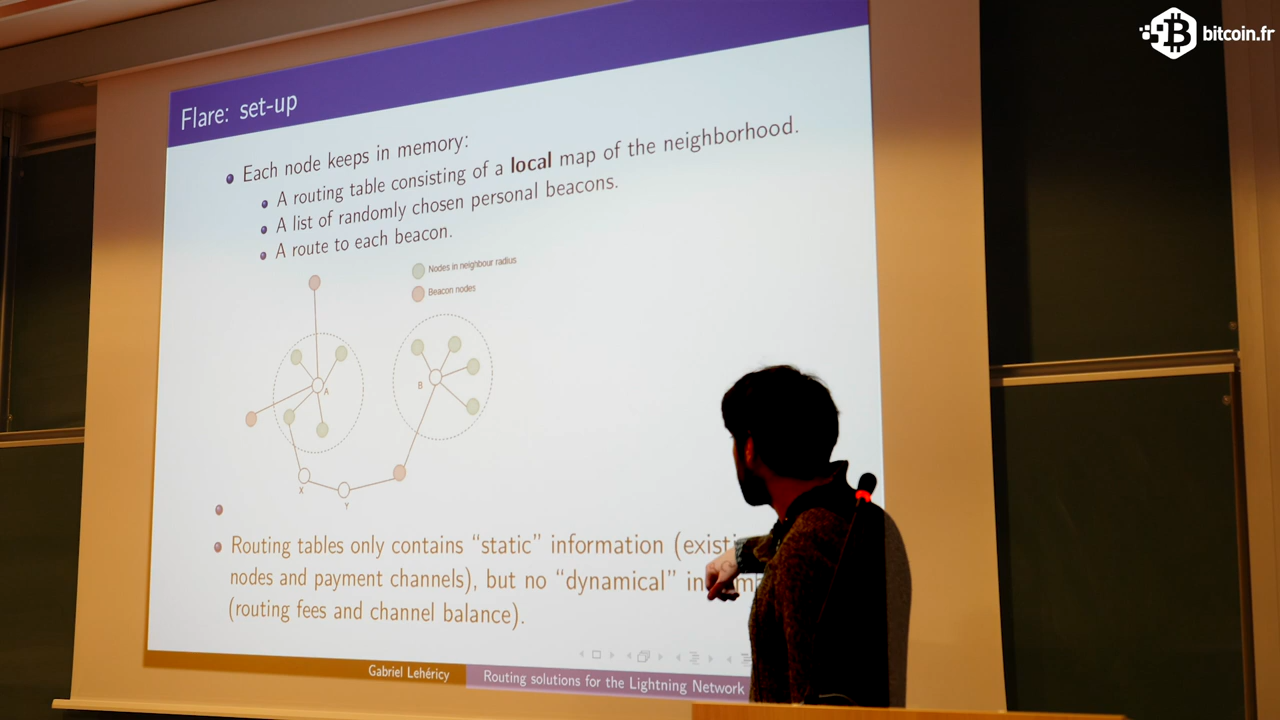 bitcoin.fr
Flare: set-up
Each node keeps in memory:
A routing table consisting of a local map of the neighborhood.
A list of randomly chosen personal beacons.
A route to each beacon.
Nodes in neighbour radius
Beacon nodes
A
B
X
Y
Routing tables only contains “static” information (existi
nodes and payment channels), but no “dynamical” in
(routing fees and channel balance).
Gabriel Lehéricy
Routing solutions for the Lightning Network